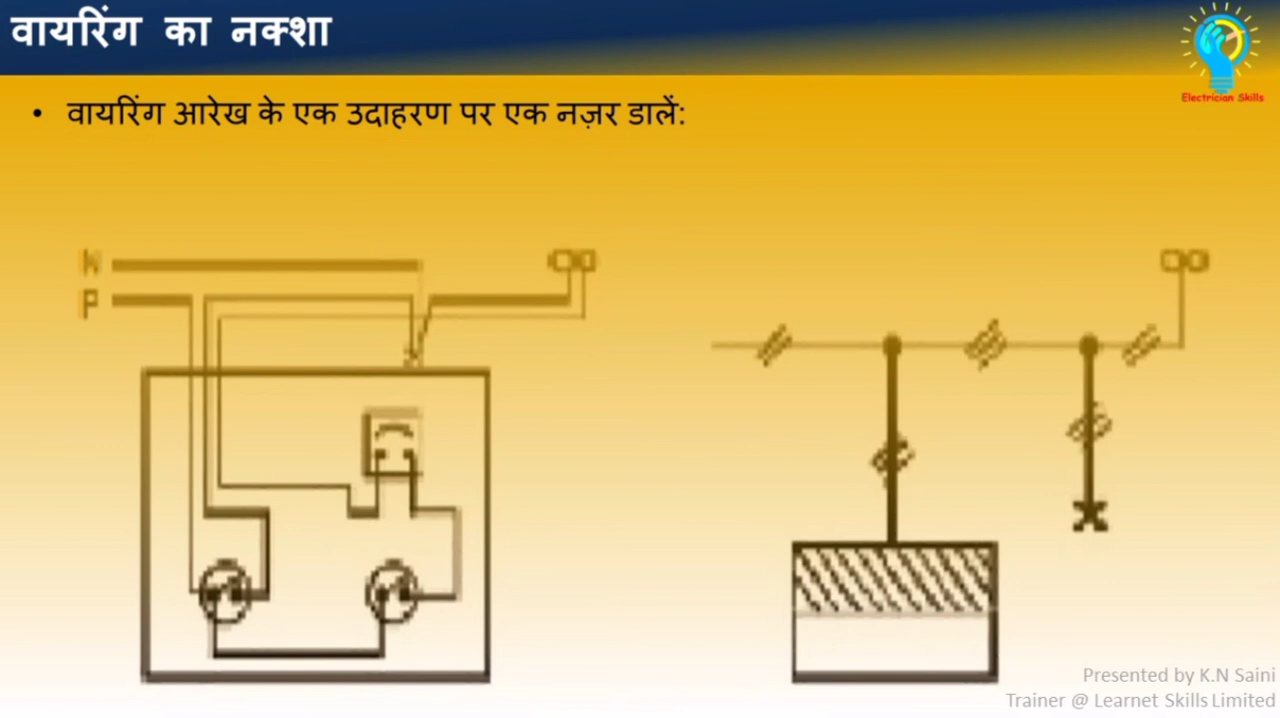 वायरिंग का नक्शा
Electrician Skills
• वायरिंग आरेख के एक उदाहरण पर एक नज़र डालें:
N
P
Presented by K.N Saini
Trainer @ Learnet Skills Limited